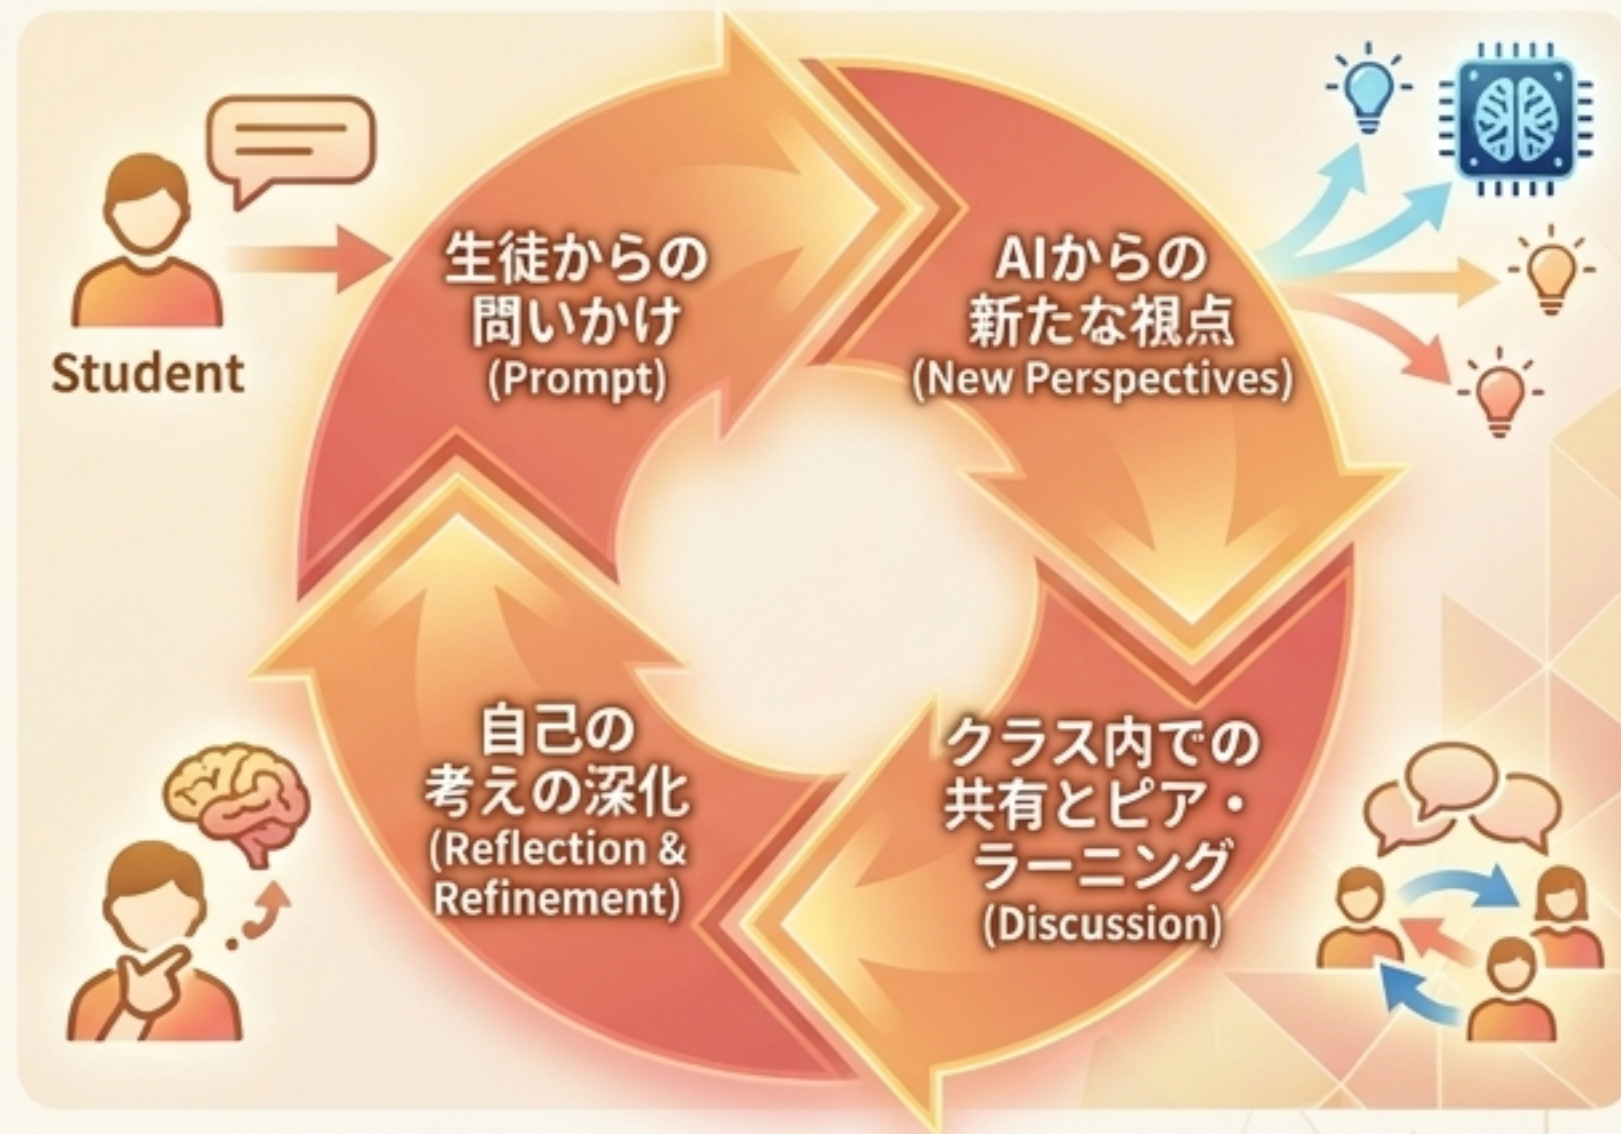 Student
生徒からの
問いかけ
(Prompt)
AIからの
新たな視点
(New Perspectives)
クラス内での
共有とピア・
ラーニング
(Discussion)
自己の
考えの深化
(Reflection &
Refinement)